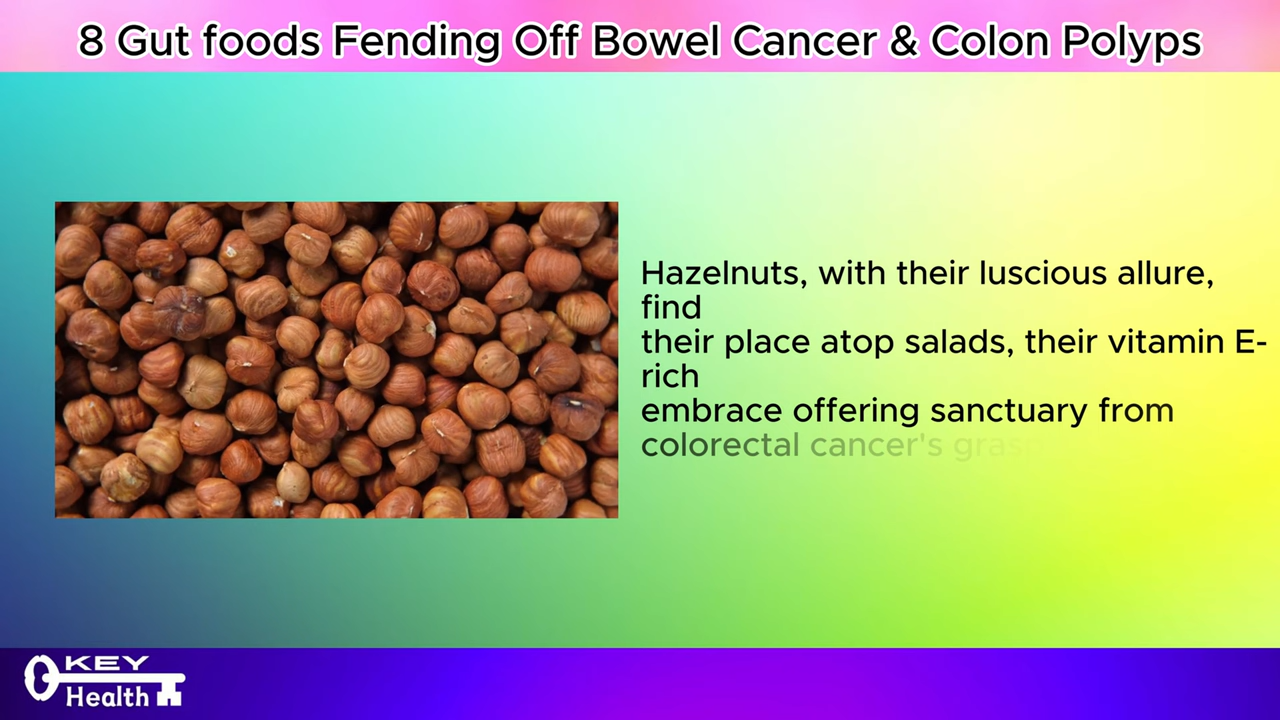 8 Gut foods Fending Off Bowel Cancer & Colon Polyps
Hazelnuts, with their luscious allure,
find
their place atop salads, their vitamin E-
rich
embrace offering sanctuary from
colorectal cancer's grasp
KEY
Health